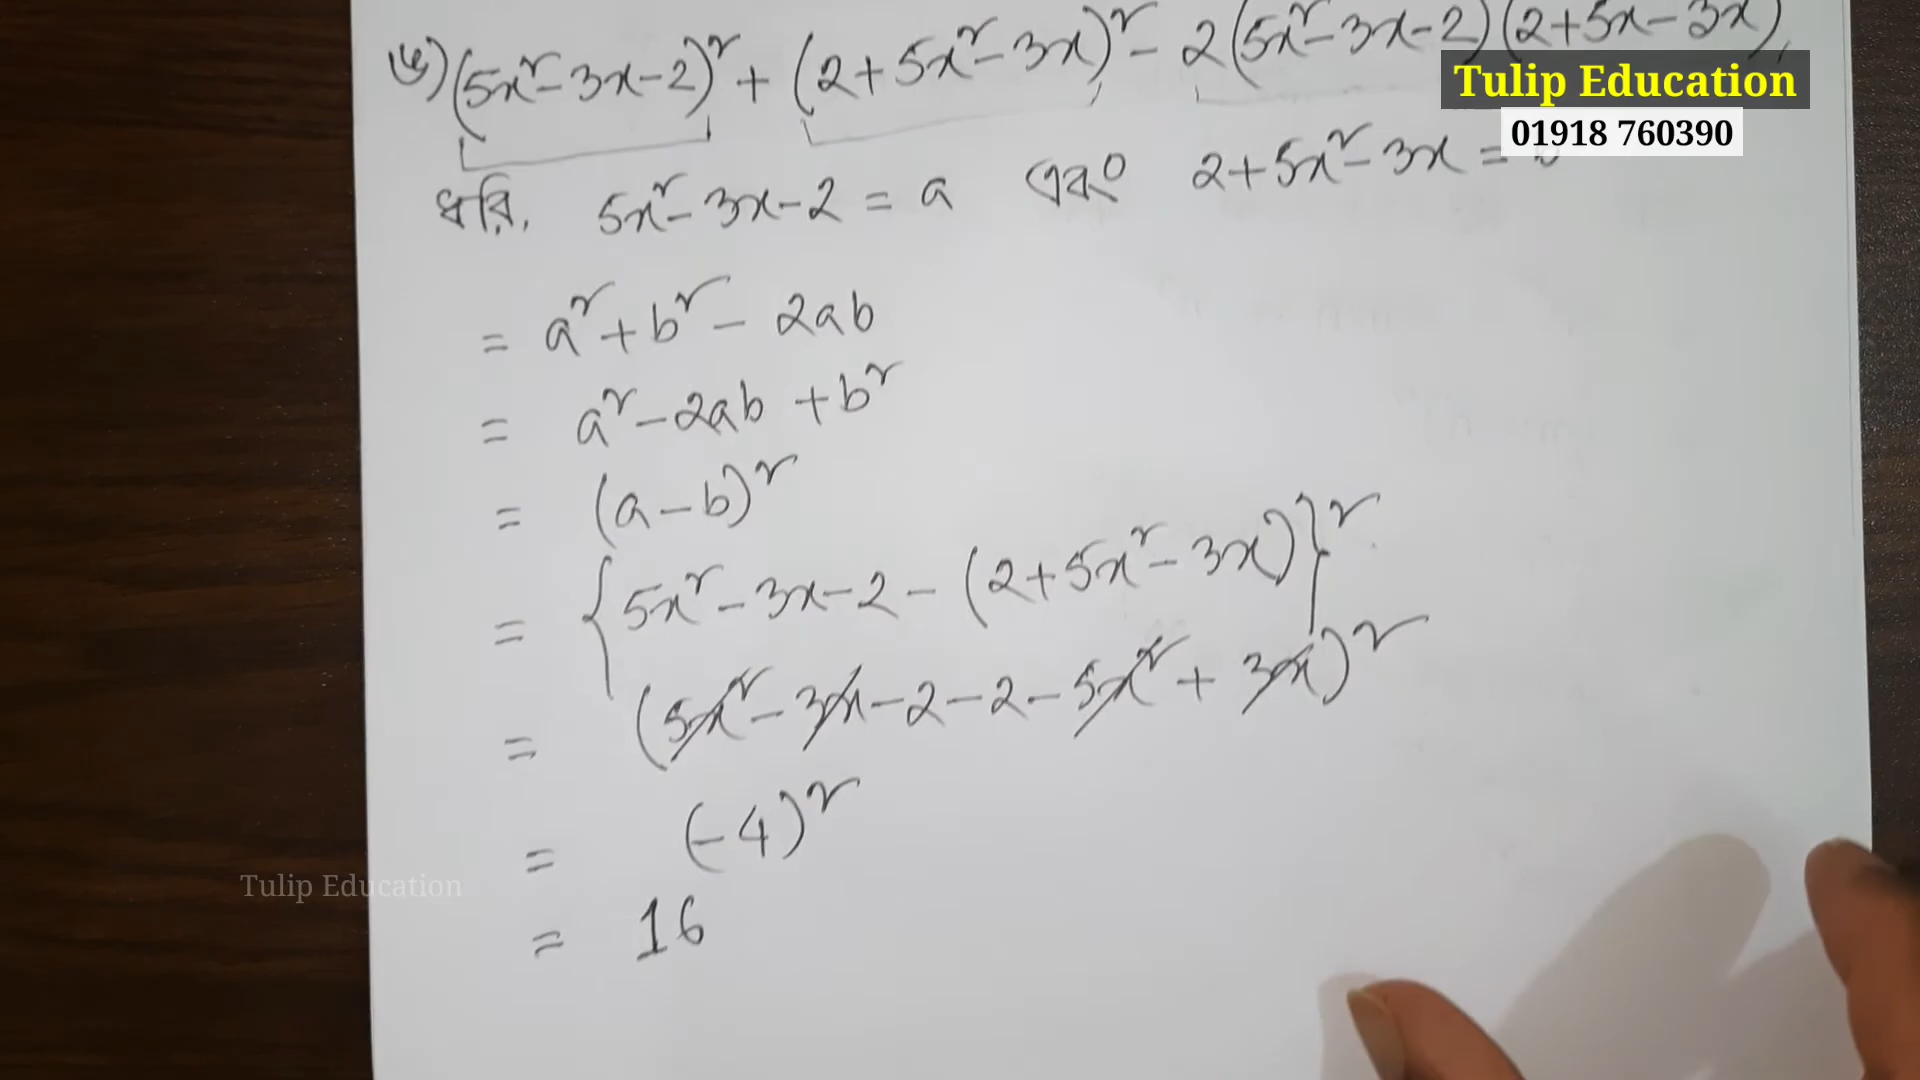 ৬) (5x² - 3x - 2)² + (2 + 5x² - 3x)² - 2(5x² - 3x - 2)(2 + 5x - 3x),
Tulip Education
01918 760390
ধরি, 5x² - 3x - 2 = a এবং 2 + 5x² - 3x =
= a² + b² - 2ab
= a² - 2ab + b²
= (a - b)²
= {5x² - 3x - 2 - (2 + 5x² - 3x)}²
= (5x² - 3x - 2 - 2 - 5x² + 3x)²
= (-4)²
Tulip Education
= 16